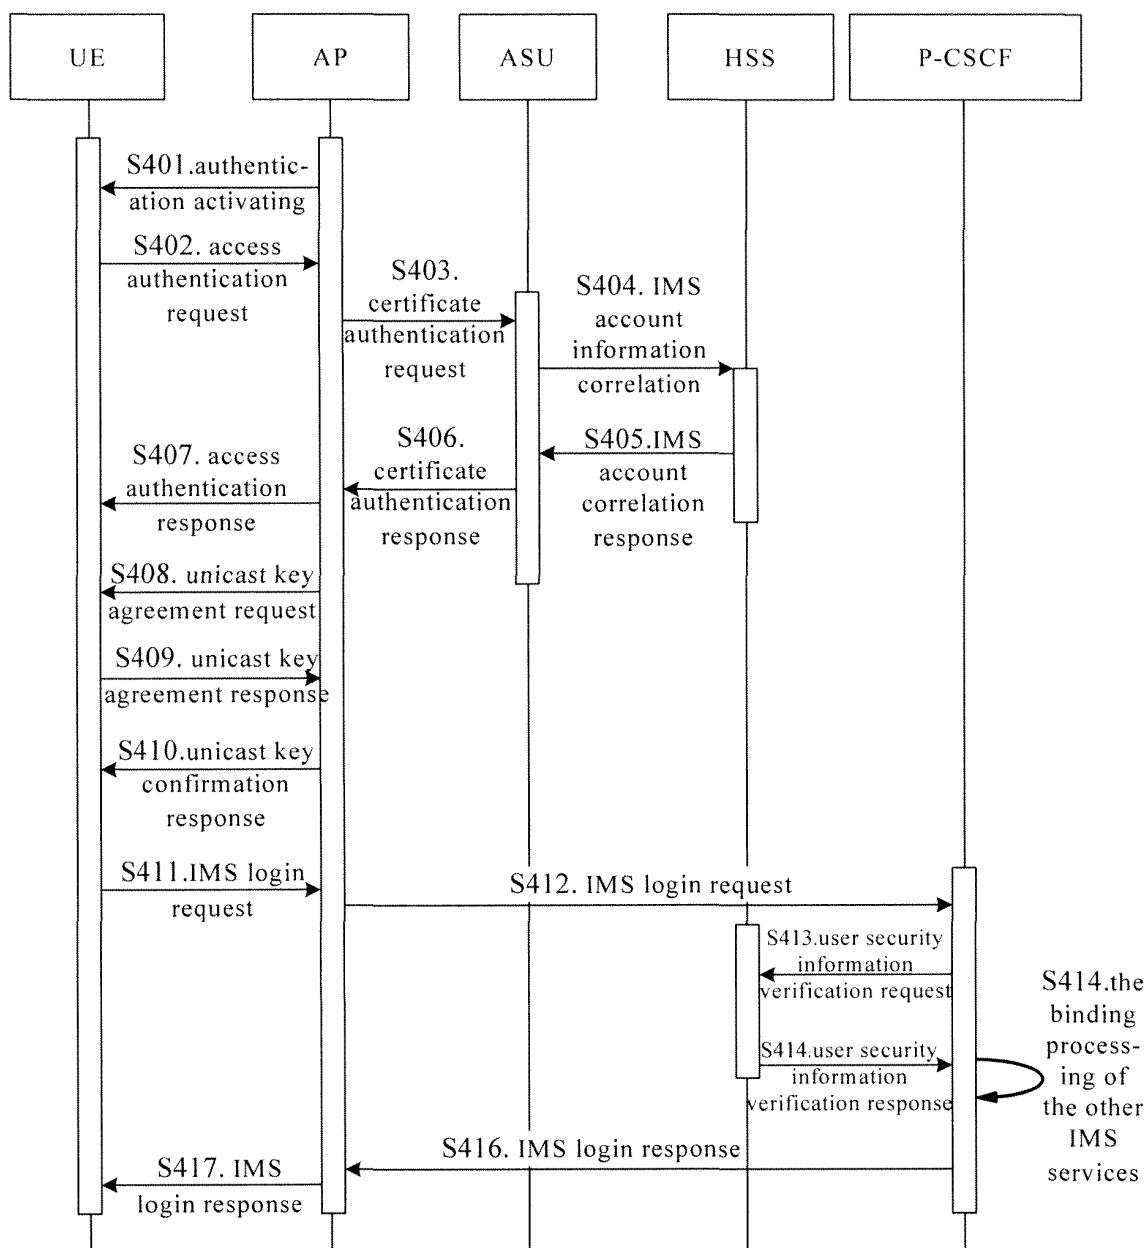 UE
AP
ASU
HSS
P-CSCF
S401.authentic-
ation activating
S402. access
authentication
request
S403.
certificate
authentication
request
S404. IMS
account
information
correlation
S405.IMS
account
correlation
response
S406.
certificate
authentication
response
S407. access
authentication
response
S408. unicast key
agreement request
S409. unicast key
agreement response
S410.unicast key
confirmation
response
S411.IMS login
request
S412. IMS login request
S413.user security
information
verification request
S414.user security
information
verification response
S414.the
binding
process-
ing of
the other
IMS
services
S416. IMS login response
S417. IMS
login response